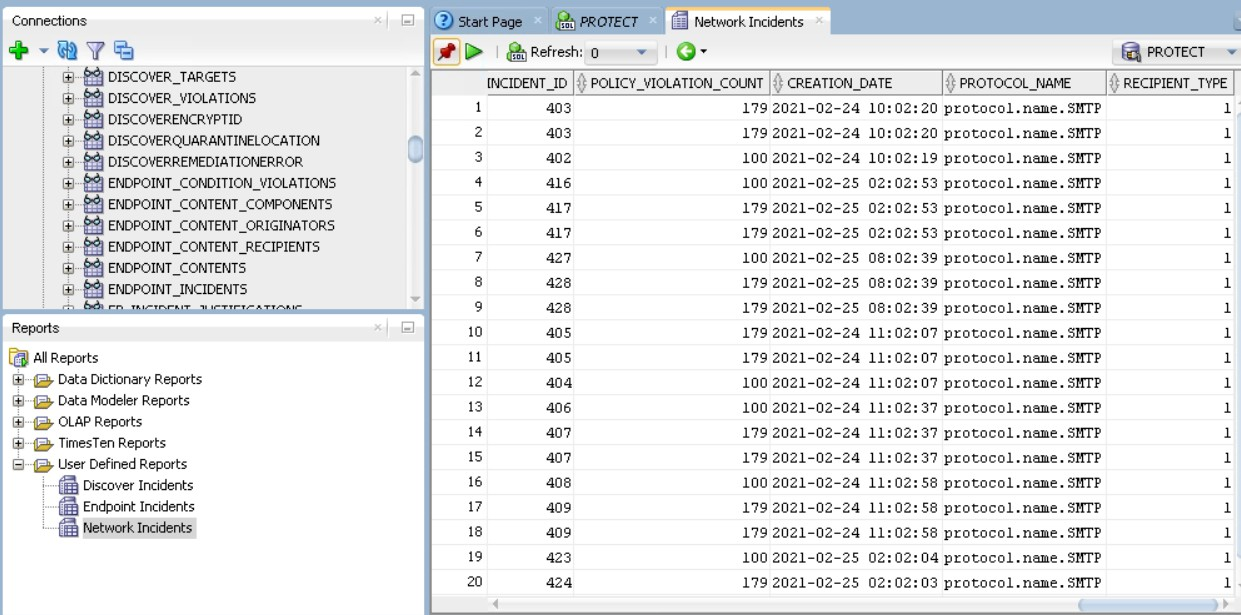 Connections
DISCOVER_TARGETS
DISCOVER_VIOLATIONS
DISCOVERENCRYPTID
DISCOVERQUARANTINELOCATION
DISCOVERREMEDIATIONERROR
ENDPOINT_CONDITION_VIOLATIONS
ENDPOINT_CONTENT_COMPONENTS
ENDPOINT_CONTENT_ORIGINATORS
ENDPOINT_CONTENT_RECIPIENTS
ENDPOINT_CONTENTS
ENDPOINT_INCIDENTS
Reports
All Reports
Data Dictionary Reports
Data Modeler Reports
OLAP Reports
TimesTen Reports
User Defined Reports
Discover Incidents
Endpoint Incidents
Network Incidents
Start Page PROTECT Network Incidents
SQL Refresh: 0 PROTECT
INCIDENT_ID POLICY_VIOLATION_COUNT CREATION_DATE PROTOCOL_NAME RECIPIENT_TYPE
1 403 179 2021-02-24 10:02:20 protocol.name.SMTP 1
2 403 179 2021-02-24 10:02:20 protocol.name.SMTP 1
3 402 100 2021-02-24 10:02:19 protocol.name.SMTP 1
4 416 100 2021-02-25 02:02:53 protocol.name.SMTP 1
5 417 179 2021-02-25 02:02:53 protocol.name.SMTP 1
6 417 179 2021-02-25 02:02:53 protocol.name.SMTP 1
7 427 100 2021-02-25 08:02:39 protocol.name.SMTP 1
8 428 179 2021-02-25 08:02:39 protocol.name.SMTP 1
9 428 179 2021-02-25 08:02:39 protocol.name.SMTP 1
10 405 179 2021-02-24 11:02:07 protocol.name.SMTP 1
11 405 179 2021-02-24 11:02:07 protocol.name.SMTP 1
12 404 100 2021-02-24 11:02:07 protocol.name.SMTP 1
13 406 100 2021-02-24 11:02:37 protocol.name.SMTP 1
14 407 179 2021-02-24 11:02:37 protocol.name.SMTP 1
15 407 179 2021-02-24 11:02:37 protocol.name.SMTP 1
16 408 100 2021-02-24 11:02:58 protocol.name.SMTP 1
17 409 179 2021-02-24 11:02:58 protocol.name.SMTP 1
18 409 179 2021-02-24 11:02:58 protocol.name.SMTP 1
19 423 100 2021-02-25 02:02:04 protocol.name.SMTP 1
20 424 179 2021-02-25 02:02:03 protocol.name.SMTP 1